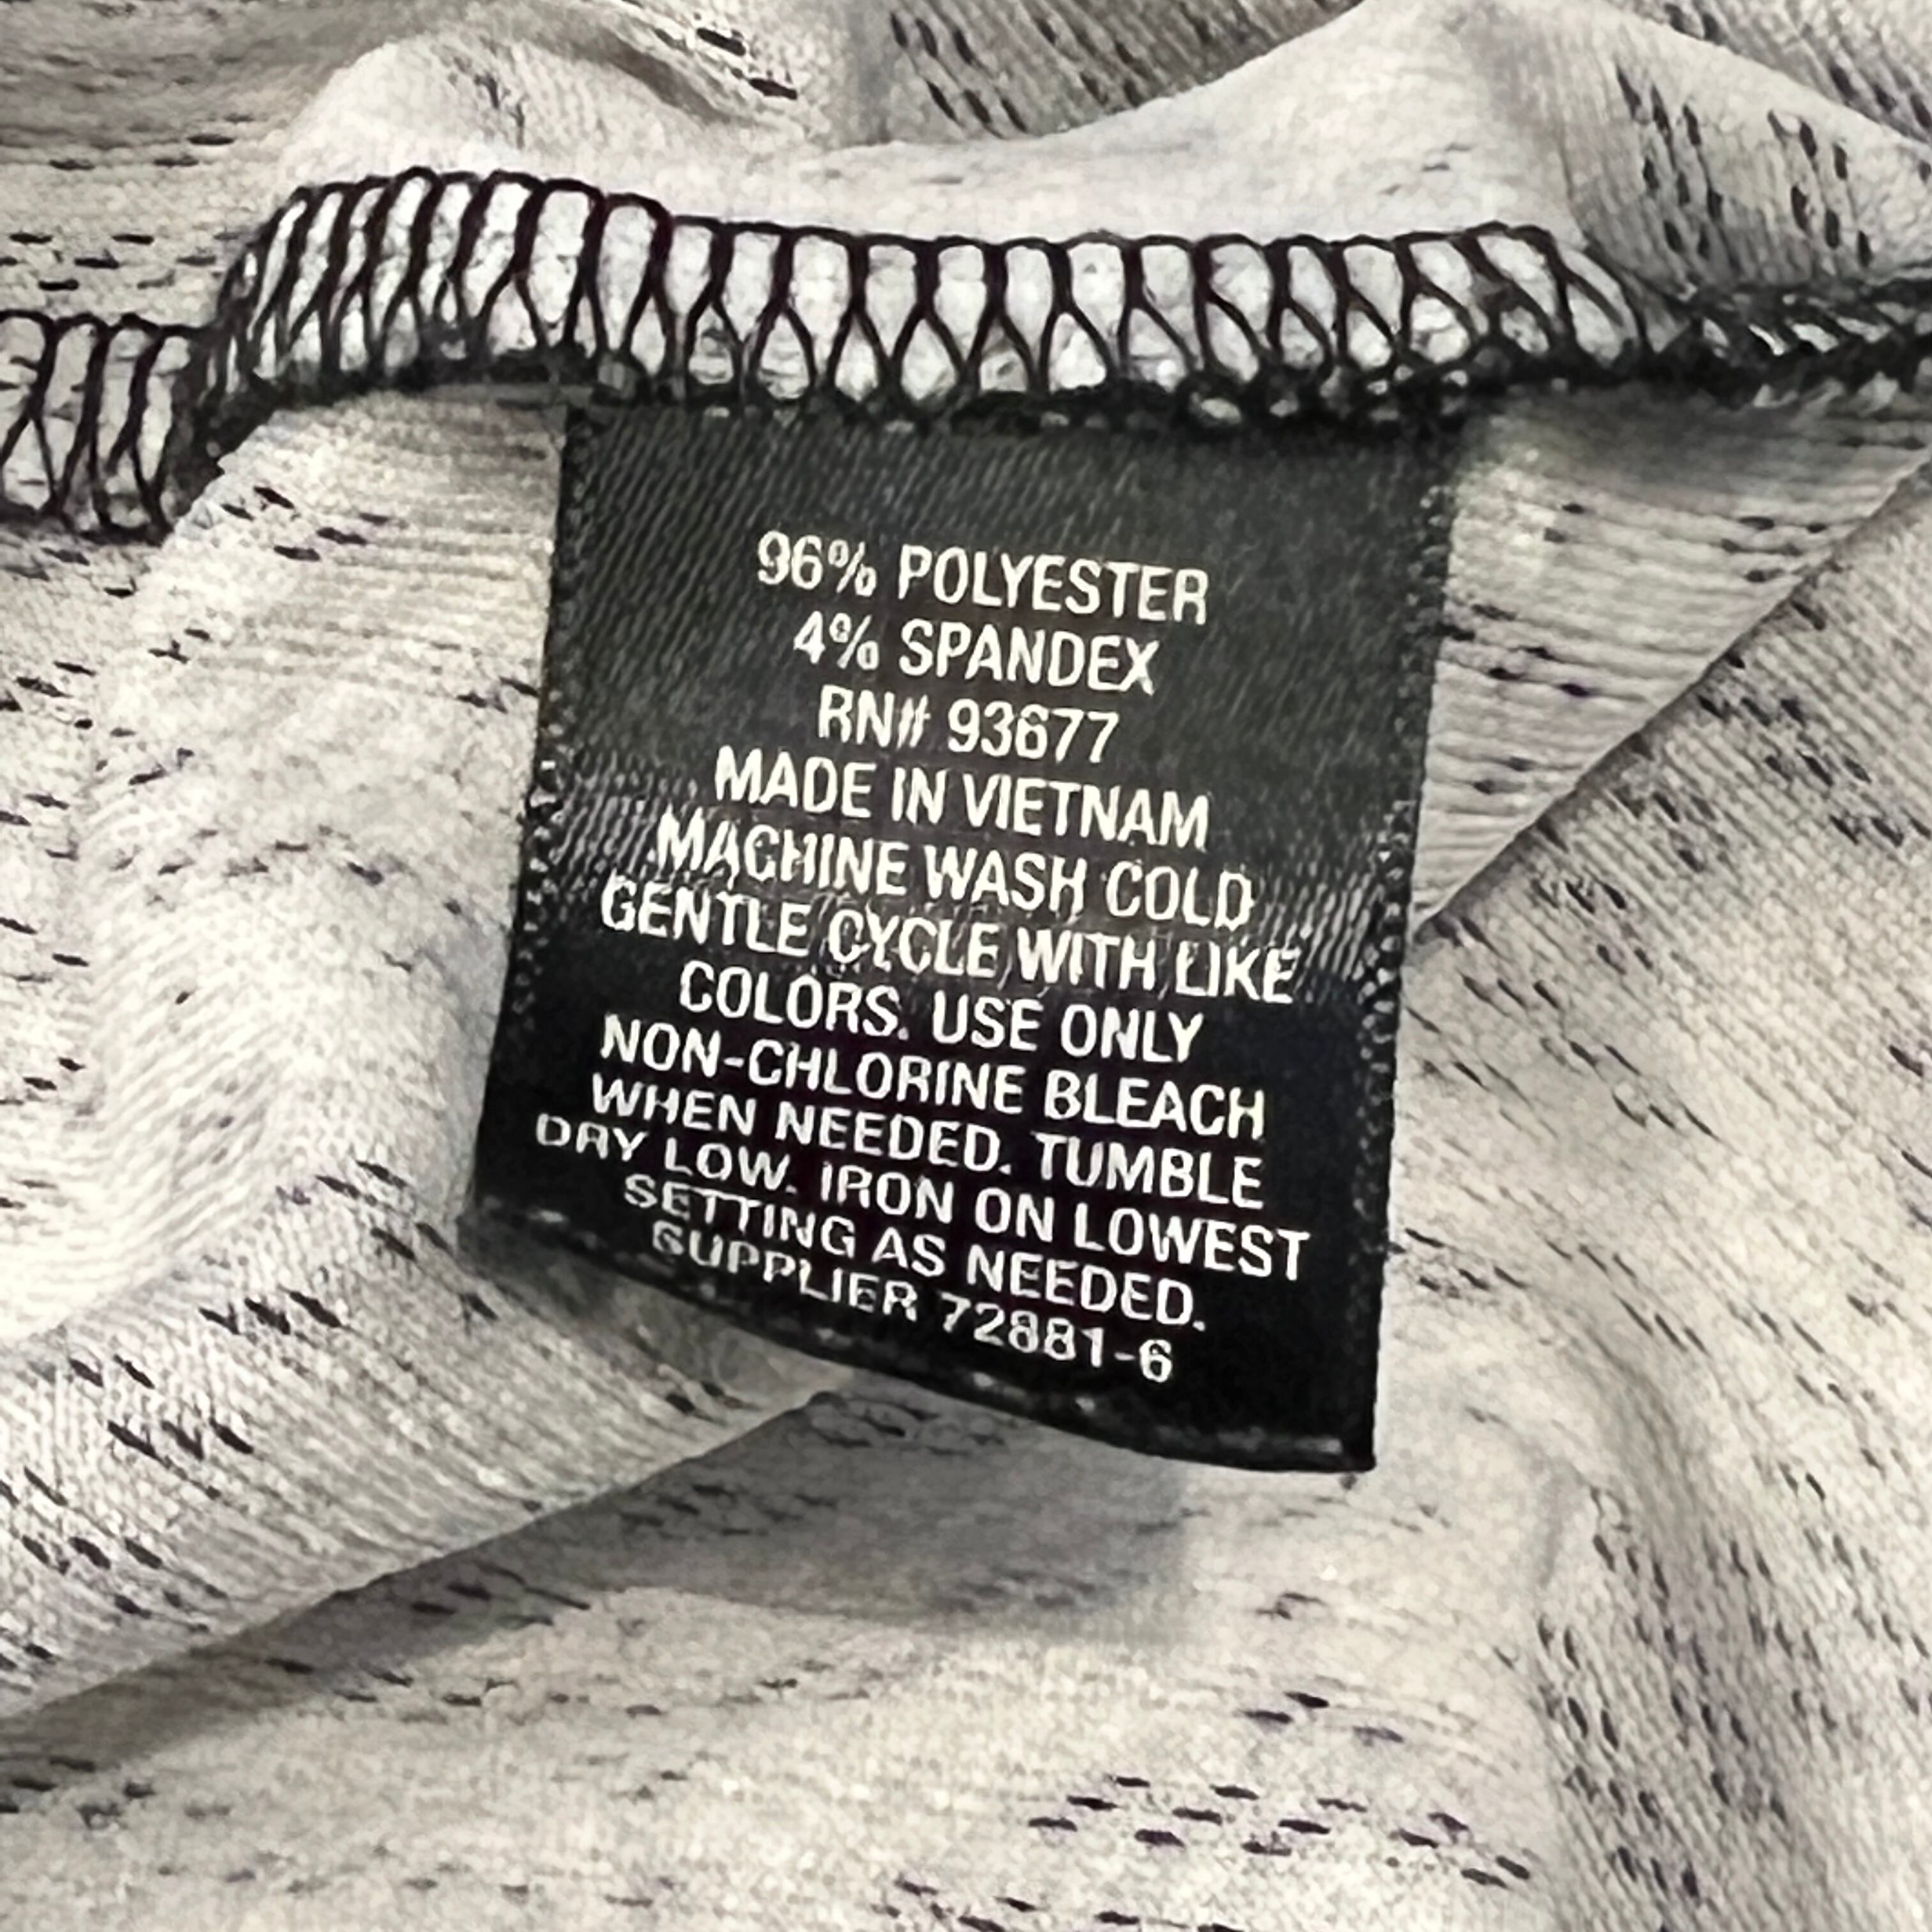 96% POLYESTER
4% SPANDEX
RN# 93677
MADE IN VIETNAM
MACHINE WASH COLD
GENTLE CYCLE WITH LIKE
COLORS. USE ONLY
NON-CHLORINE BLEACH
WHEN NEEDED. TUMBLE
DRY LOW. IRON ON LOWEST
SETTING AS NEEDED.
SUPPLIER 72881-6